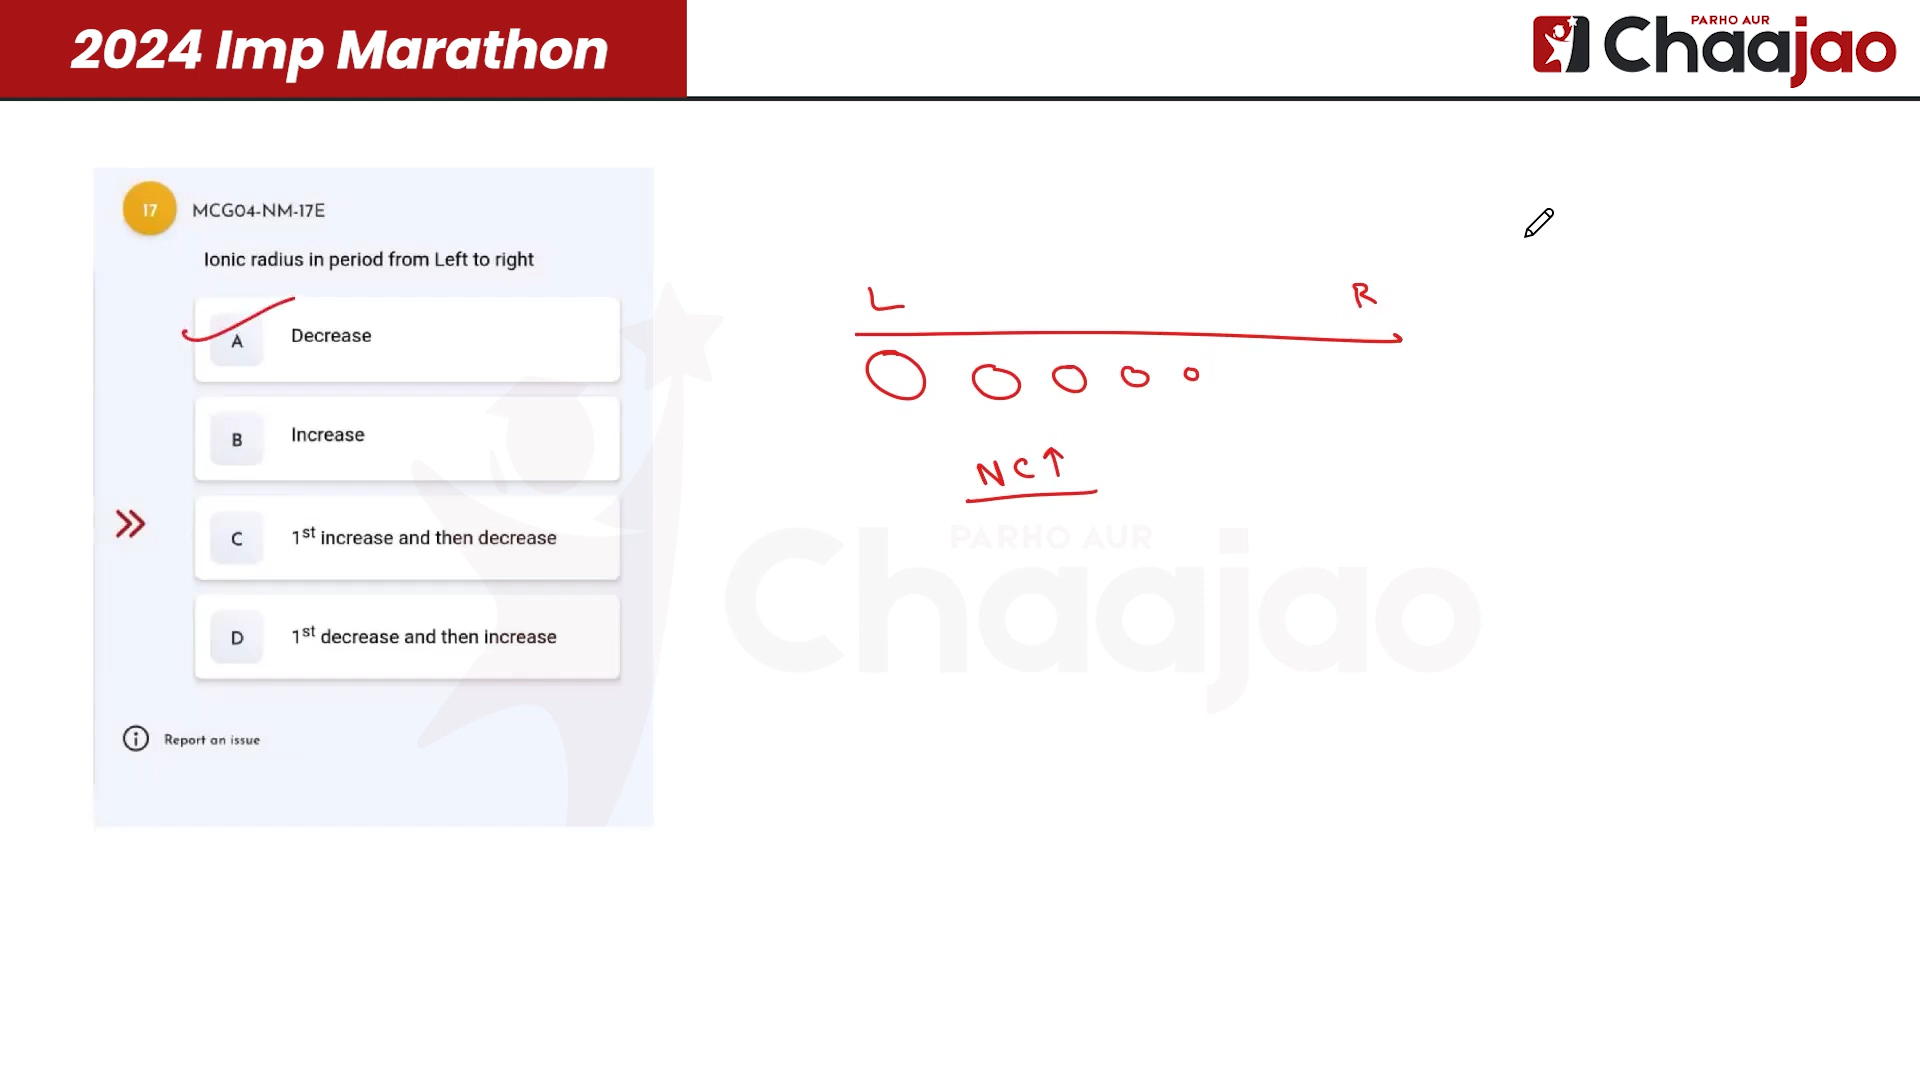 2024 Imp Marathon
PARHO AUR
Chaajao
17
MCG04-NM-17E
Ionic radius in period from Left to right
A Decrease
B Increase
C 1st increase and then decrease
D 1st decrease and then increase
Report an issue
L R
NC↑
PARHO AUR
Chaajao